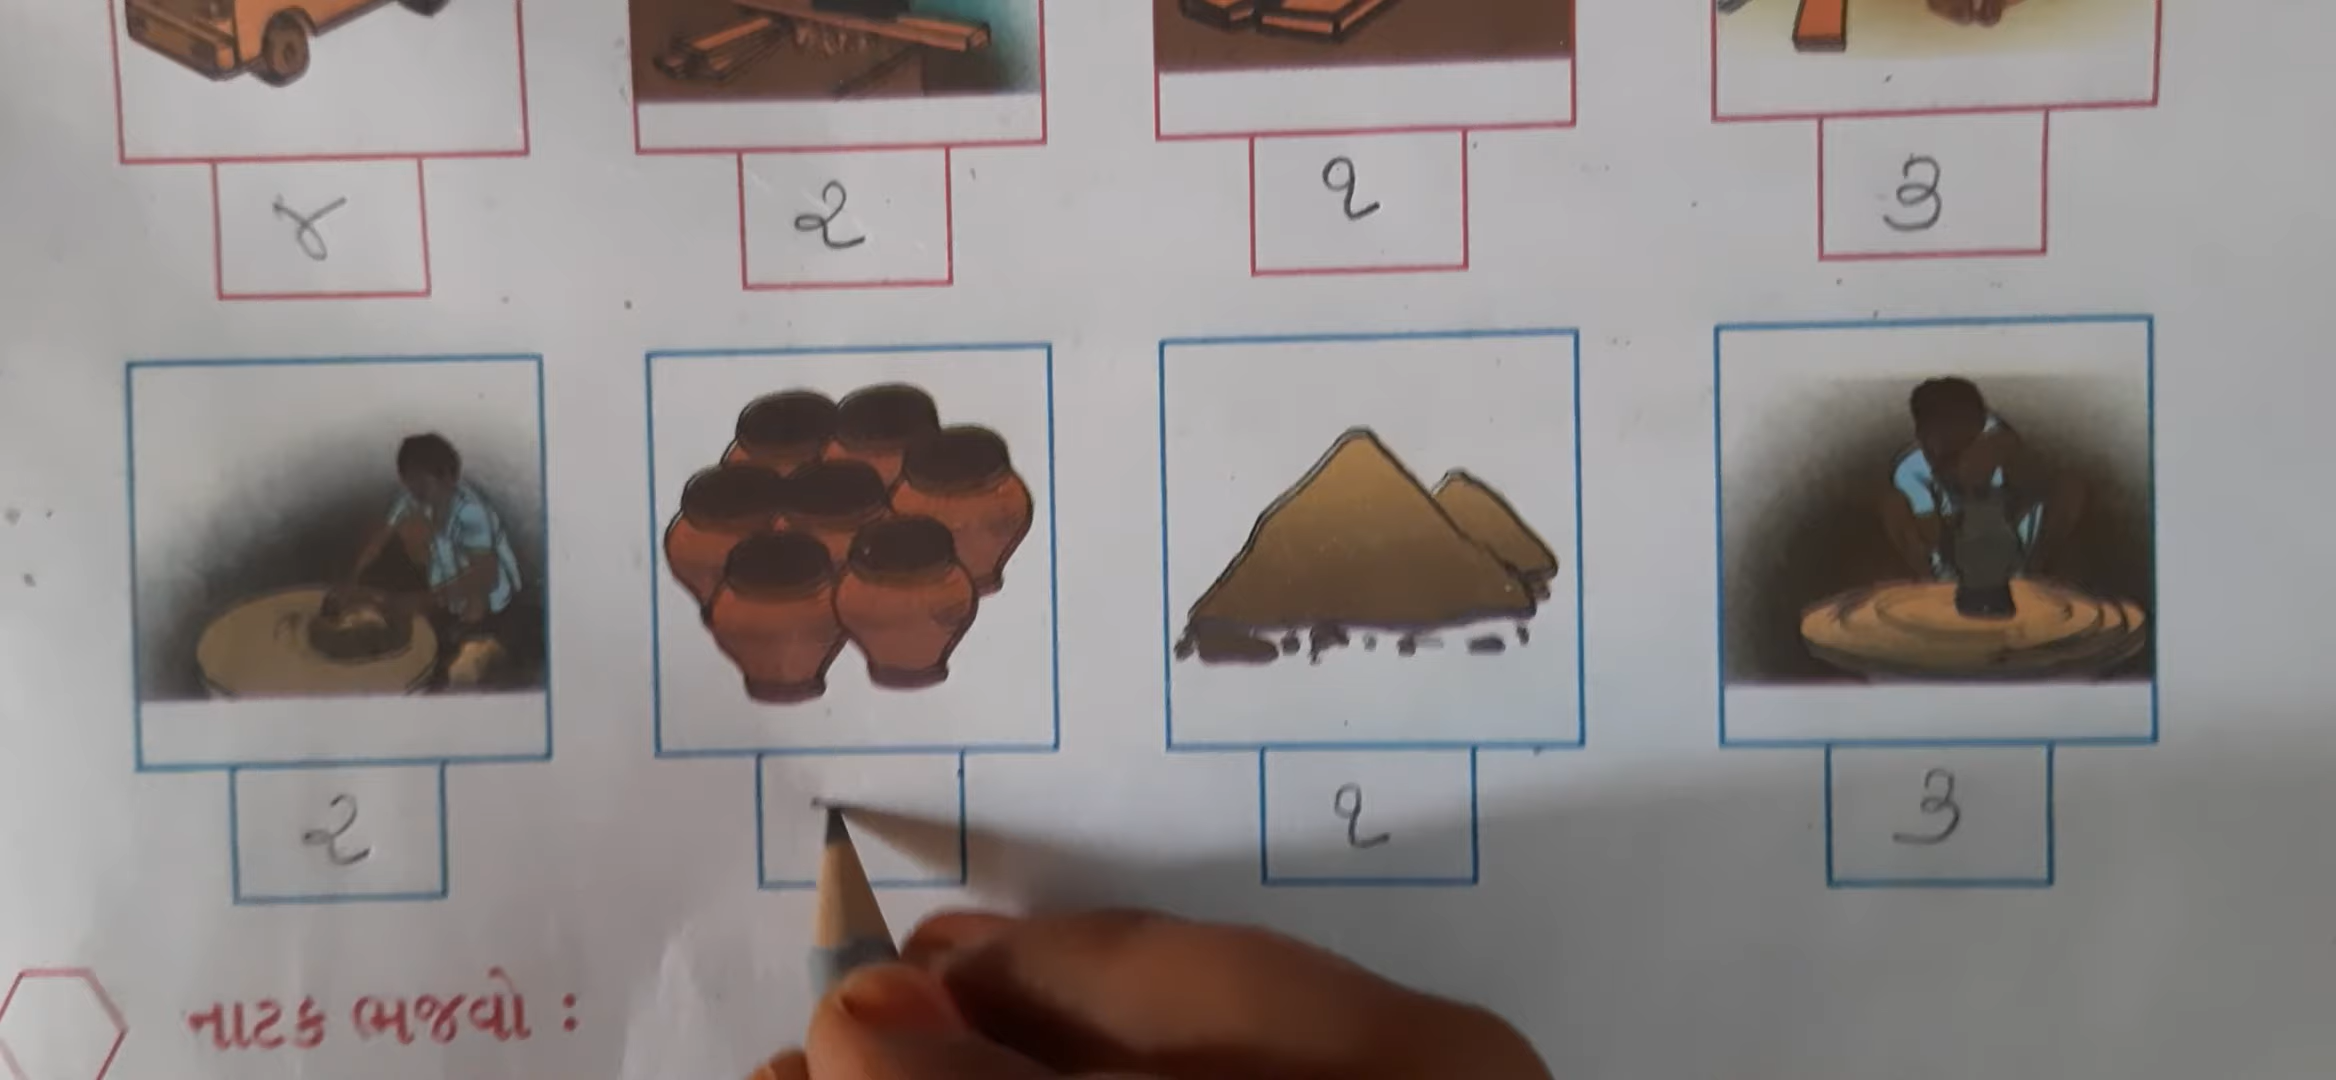 ૪ ૨ ૧ ૩
૨ ૧ ૩
નાટક ભજવો :